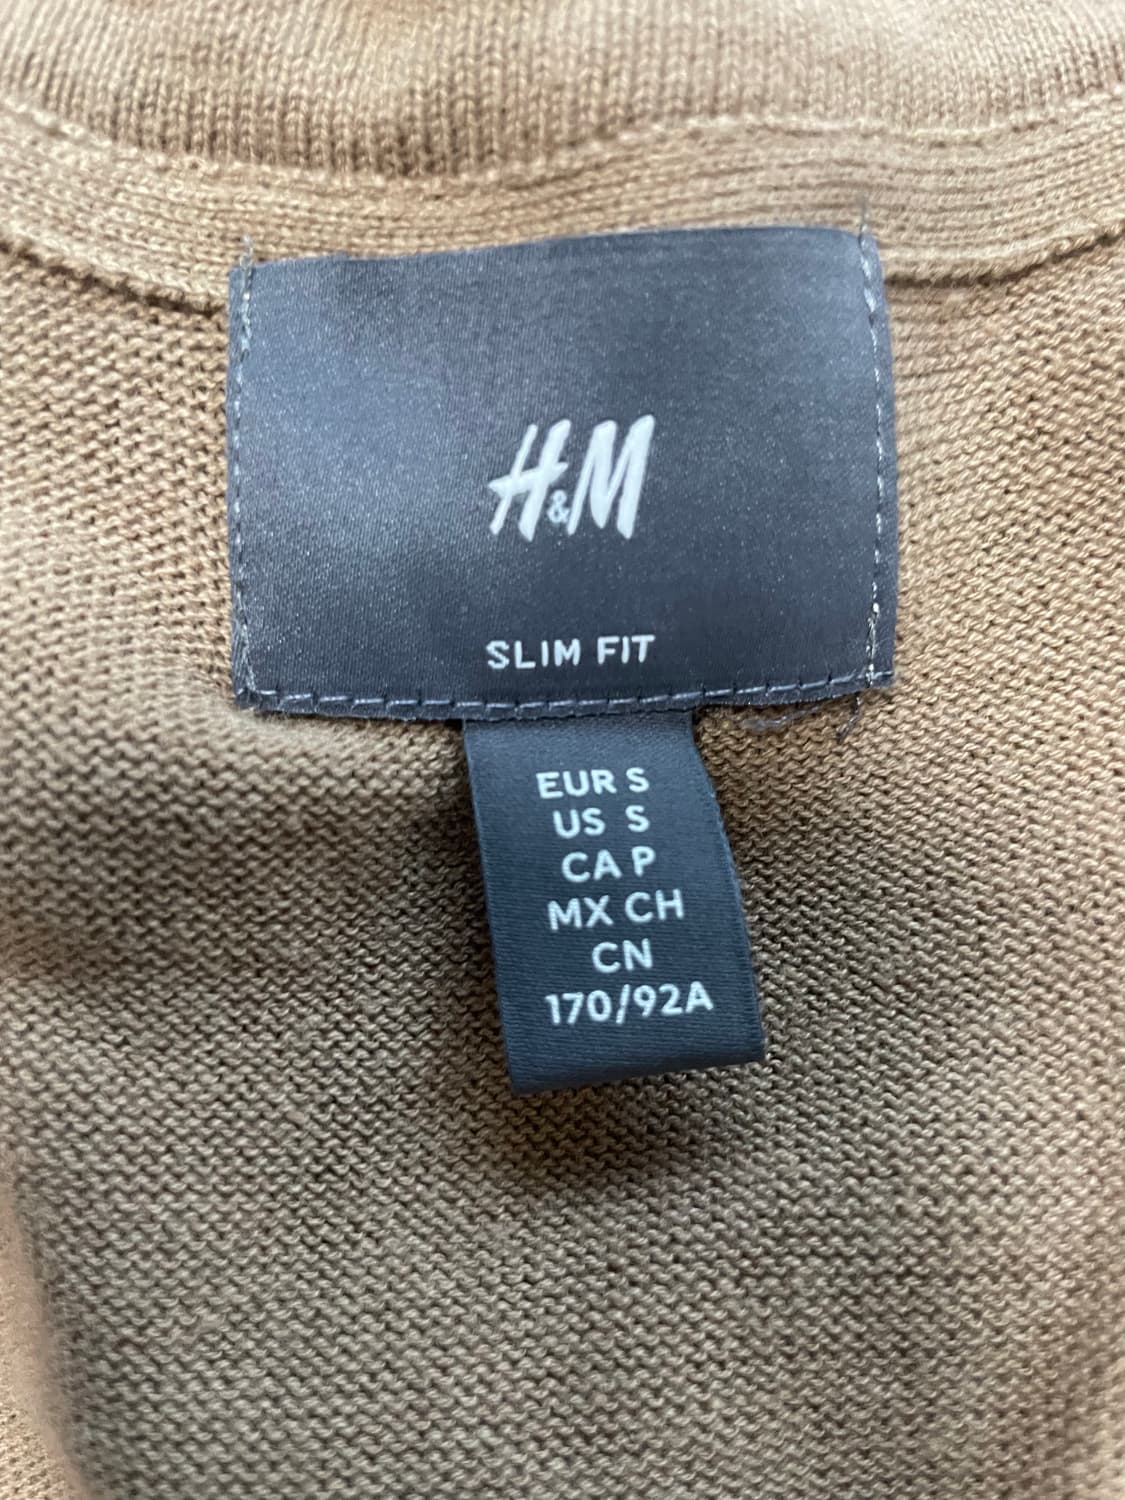 H&M
SLIM FIT
EUR S
US S
CA P
MX CH
CN
170/92A